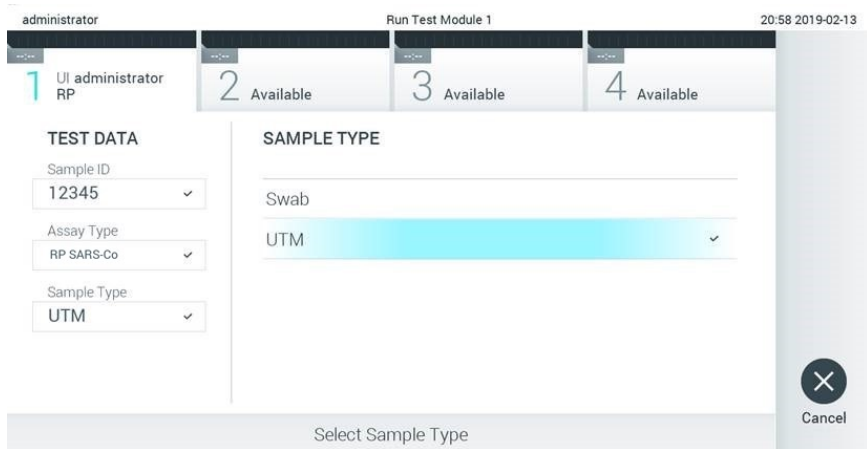 administrator Run Test Module 1 20:58 2019-02-13
--:-- --:-- --:-- --:--
1 UI administrator
RP
2 Available
3 Available
4 Available
TEST DATA
Sample ID
12345
Assay Type
RP SARS-Co
Sample Type
UTM
SAMPLE TYPE
Swab
UTM
Cancel
Select Sample Type